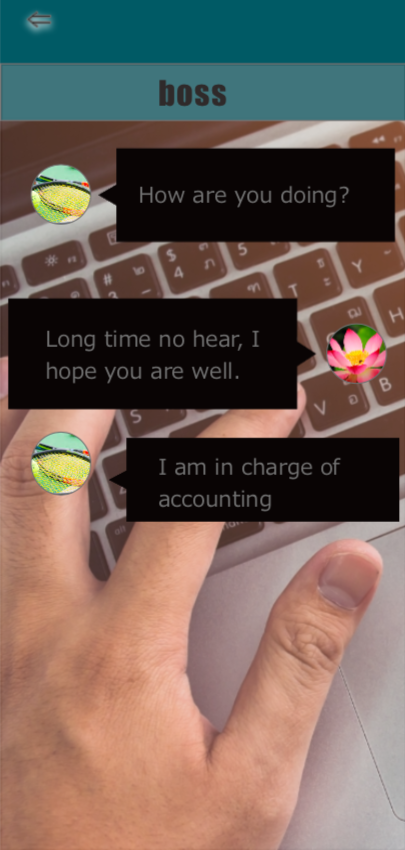 boss
How are you doing?
Long time no hear, I
hope you are well.
I am in charge of
accounting